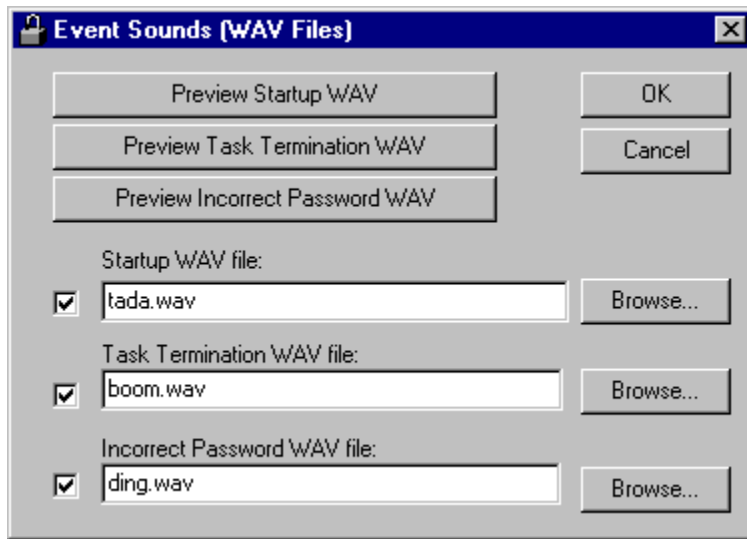 Event Sounds (WAV Files)
Preview Startup WAV
OK
Preview Task Termination WAV
Cancel
Preview Incorrect Password WAV
Startup WAV file:
tada.wav
Browse...
Task Termination WAV file:
boom.wav
Browse...
Incorrect Password WAV file:
ding.wav
Browse...